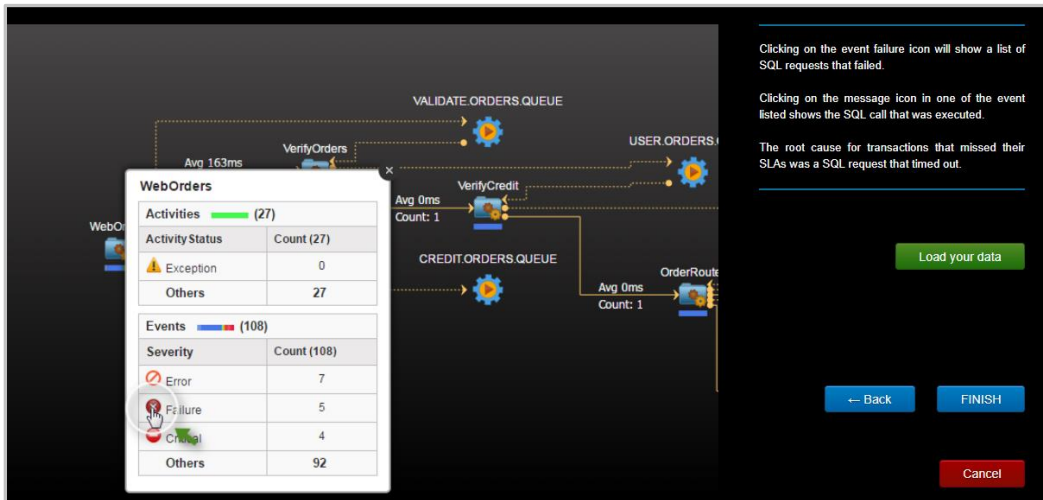 VALIDATE.ORDERS.QUEUE
VerifyOrders
Avg 163ms
USER.ORDERS.
WebOrders
Activities (27)
Activity Status Count (27)
Exception 0
Others 27
Events (108)
Severity Count (108)
Error 7
Failure 5
Critical 4
Others 92
WebO
VerifyCredit
Avg 0ms
Count: 1
CREDIT.ORDERS.QUEUE
OrderRoute
Avg 0ms
Count: 1
Clicking on the event failure icon will show a list of
SQL requests that failed.
Clicking on the message icon in one of the event
listed shows the SQL call that was executed.
The root cause for transactions that missed their
SLAs was a SQL request that timed out.
Load your data
← Back
FINISH
Cancel